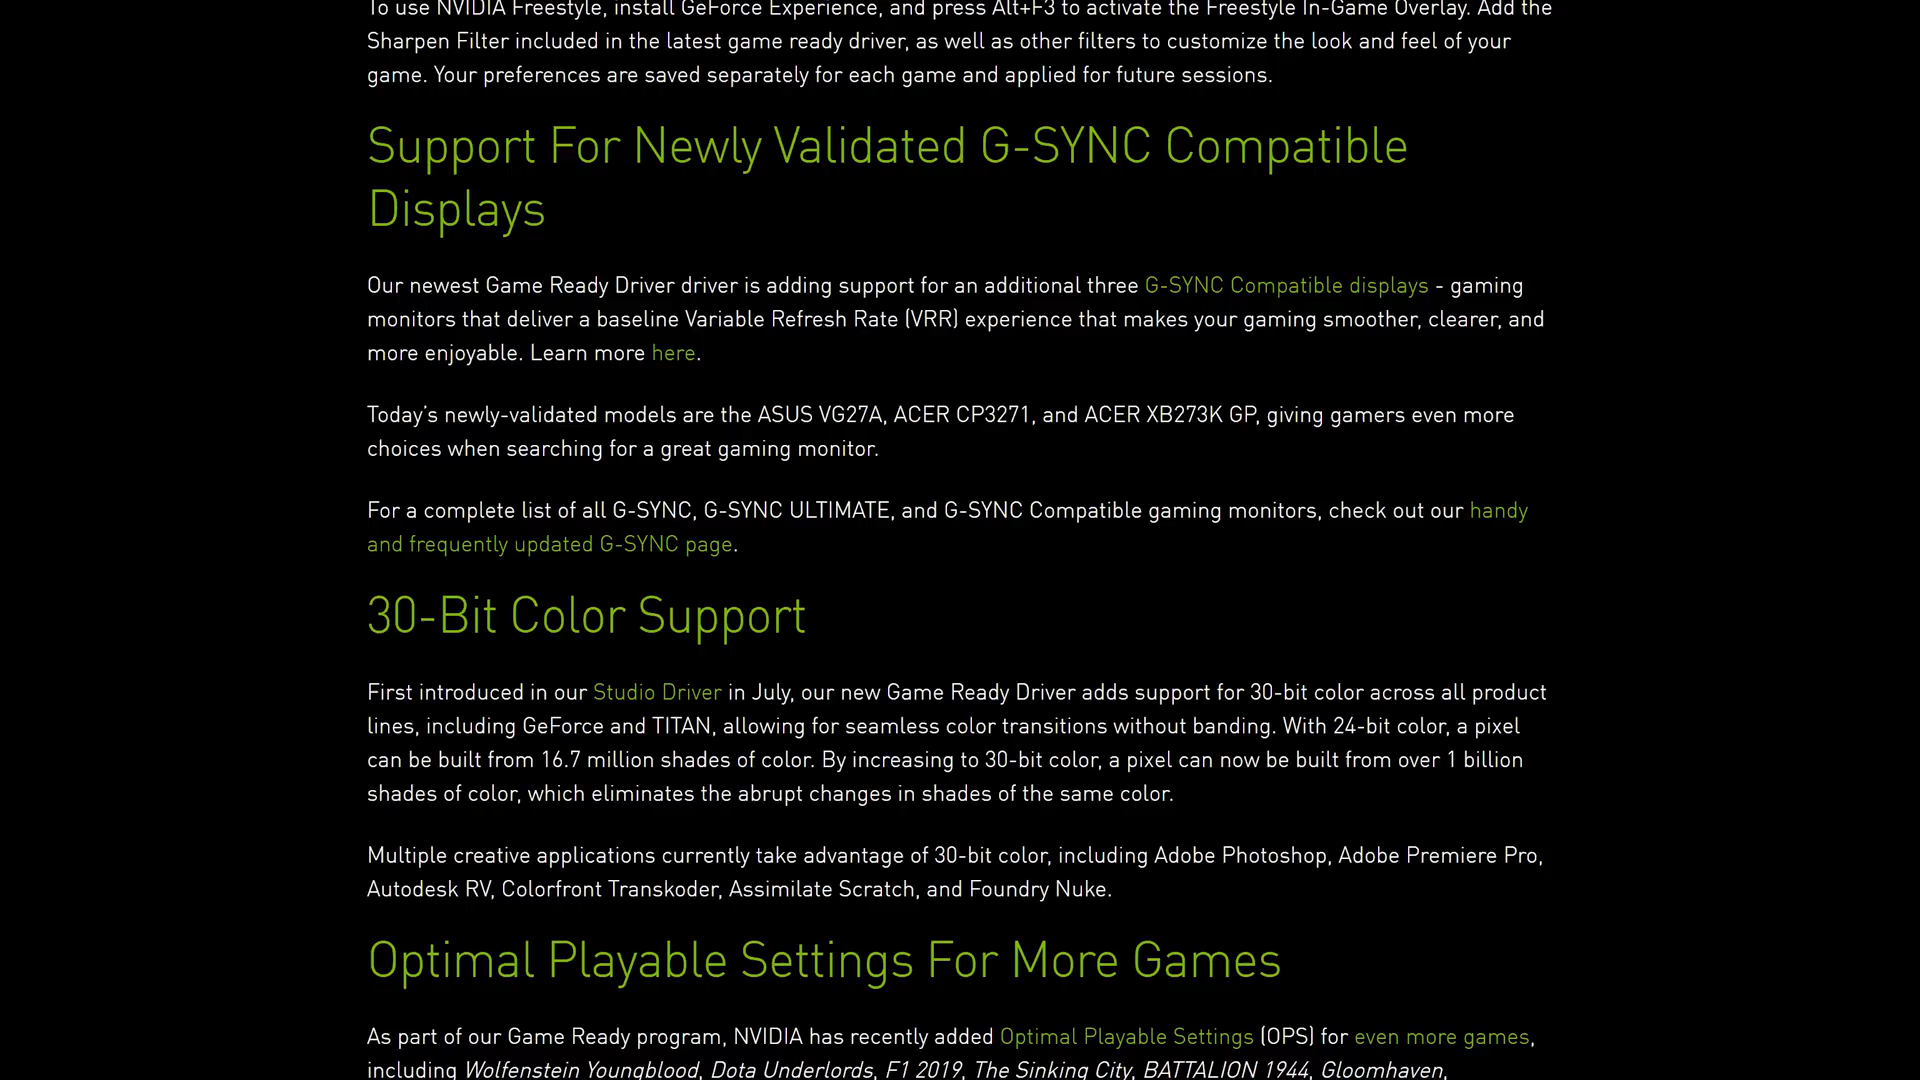 To use NVIDIA Freestyle, install GeForce Experience, and press Alt+F3 to activate the Freestyle In-Game Overlay. Add the
Sharpen Filter included in the latest game ready driver, as well as other filters to customize the look and feel of your
game. Your preferences are saved separately for each game and applied for future sessions.
Support For Newly Validated G-SYNC Compatible
Displays
Our newest Game Ready Driver driver is adding support for an additional three G-SYNC Compatible displays - gaming
monitors that deliver a baseline Variable Refresh Rate (VRR) experience that makes your gaming smoother, clearer, and
more enjoyable. Learn more here.
Today's newly-validated models are the ASUS VG27A, ACER CP3271, and ACER XB273K GP, giving gamers even more
choices when searching for a great gaming monitor.
For a complete list of all G-SYNC, G-SYNC ULTIMATE, and G-SYNC Compatible gaming monitors, check out our handy
and frequently updated G-SYNC page.
30-Bit Color Support
First introduced in our Studio Driver in July, our new Game Ready Driver adds support for 30-bit color across all product
lines, including GeForce and TITAN, allowing for seamless color transitions without banding. With 24-bit color, a pixel
can be built from 16.7 million shades of color. By increasing to 30-bit color, a pixel can now be built from over 1 billion
shades of color, which eliminates the abrupt changes in shades of the same color.
Multiple creative applications currently take advantage of 30-bit color, including Adobe Photoshop, Adobe Premiere Pro,
Autodesk RV, Colorfront Transkoder, Assimilate Scratch, and Foundry Nuke.
Optimal Playable Settings For More Games
As part of our Game Ready program, NVIDIA has recently added Optimal Playable Settings (OPS) for even more games,
including Wolfenstein Youngblood, Dota Underlords, F1 2019, The Sinking City, BATTALION 1944, Gloomhaven,